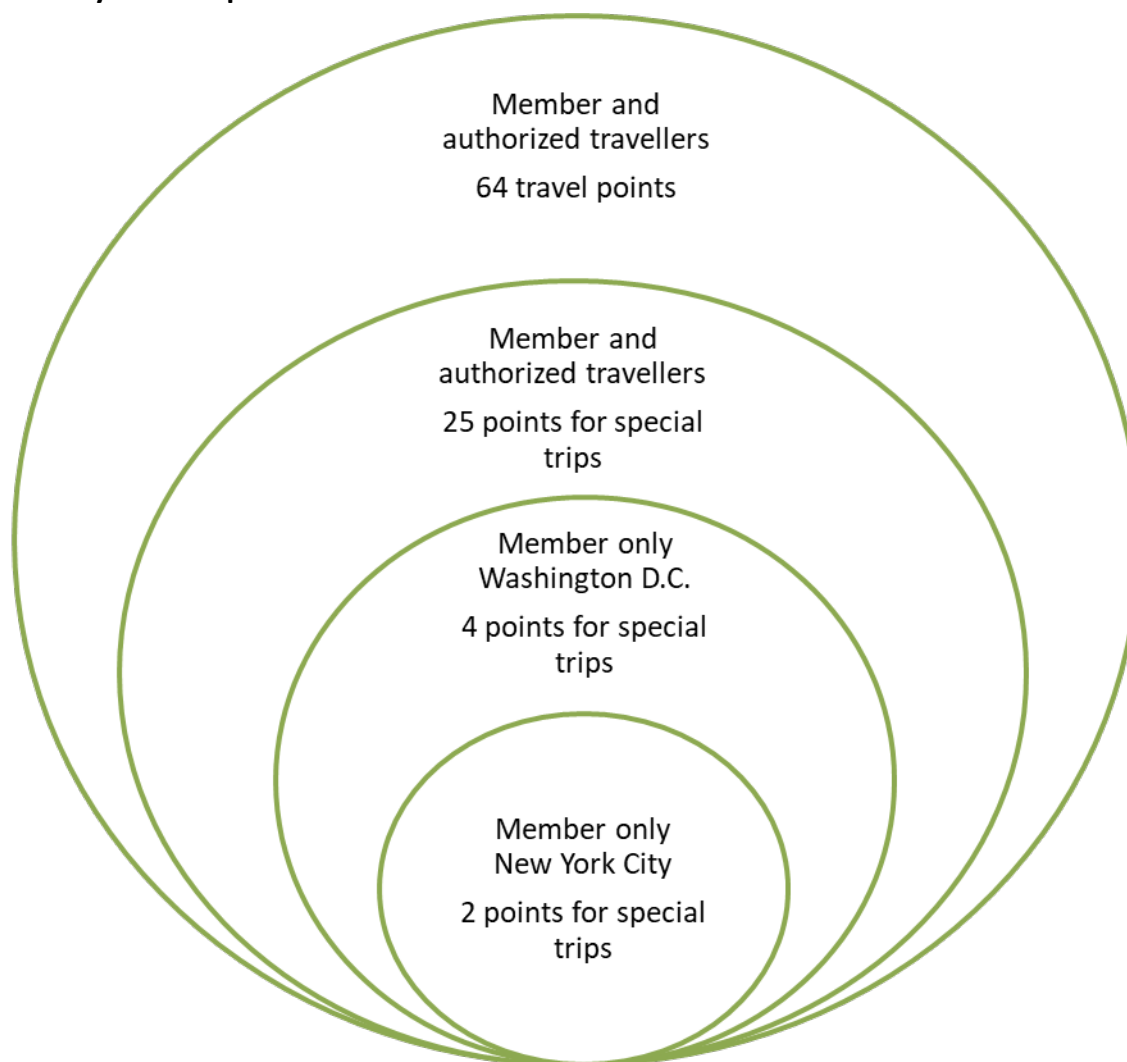 Member and
authorized travellers
64 travel points
Member and
authorized travellers
25 points for special
trips
Member only
Washington D.C.
4 points for special
trips
Member only
New York City
2 points for special
trips